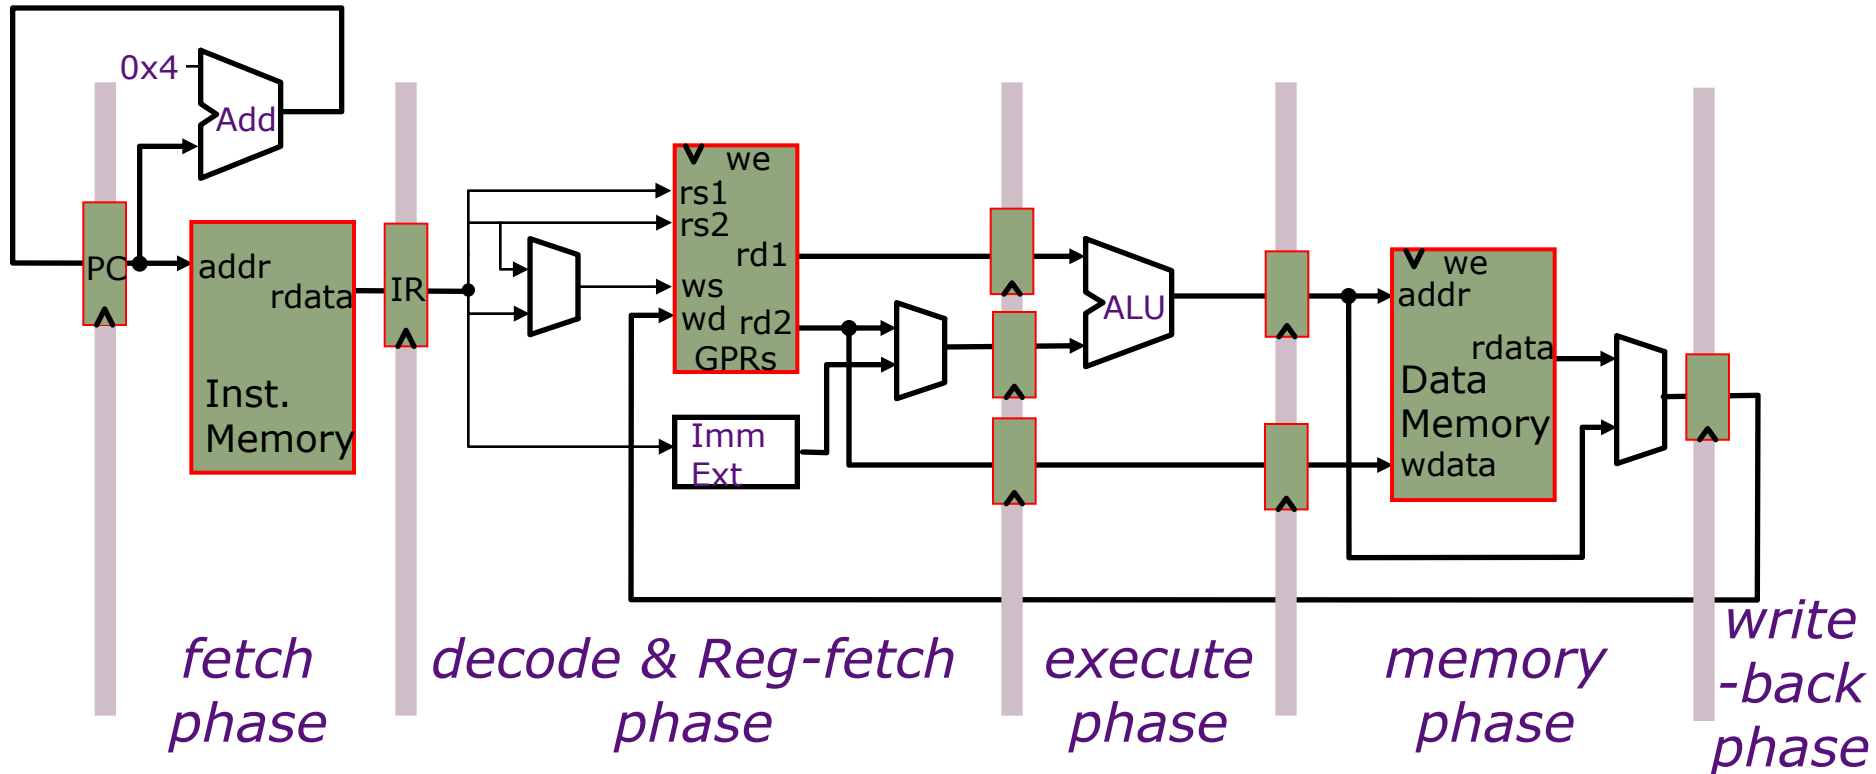 0x4
Add
PC
addr
rdata
Inst.
Memory
IR
we
rs1
rs2
rd1
ws
wd
rd2
GPRs
Imm
Ext
ALU
we
addr
rdata
Data
Memory
wdata
fetch
phase
decode & Reg-fetch
phase
execute
phase
memory
phase
write
-back
phase